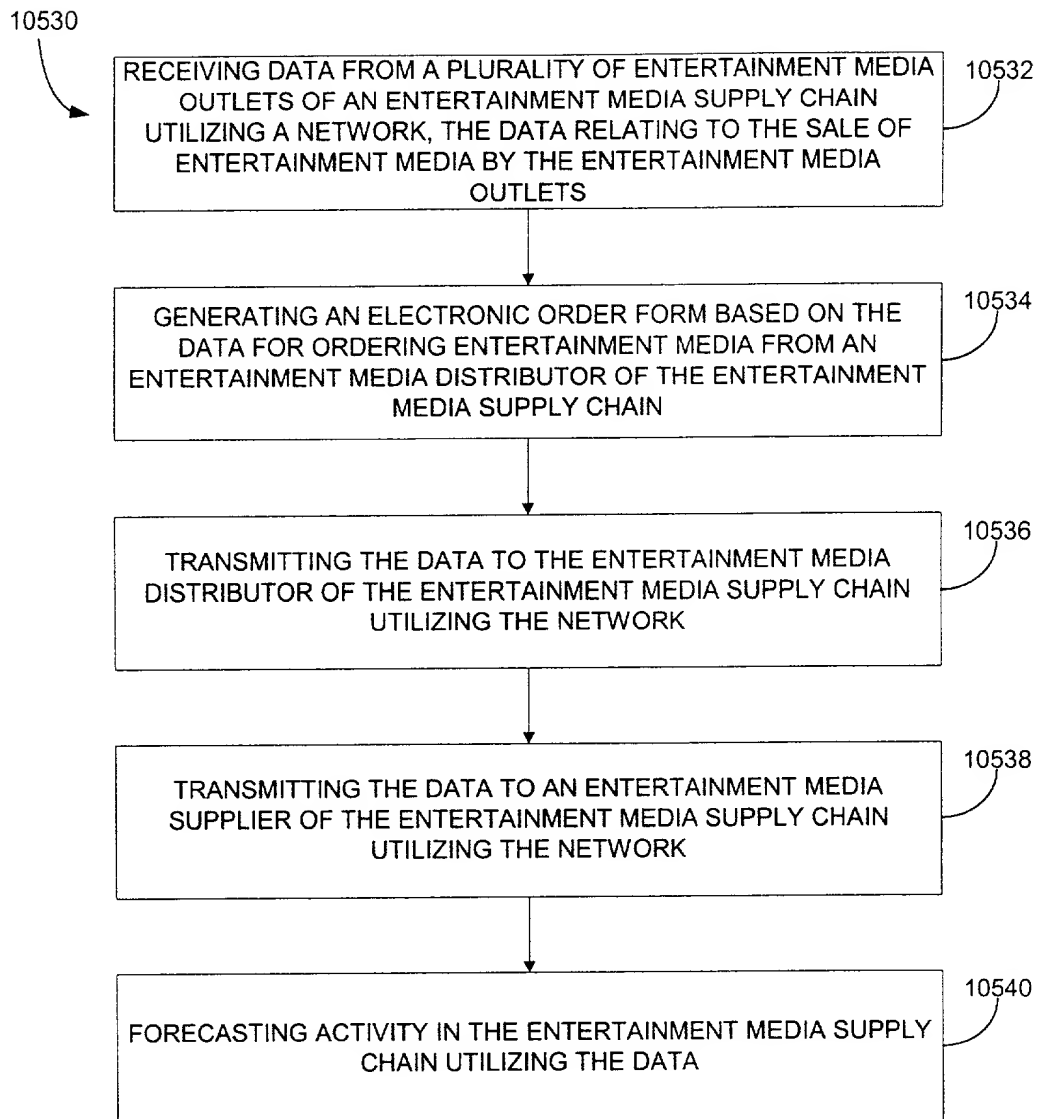 10530
RECEIVING DATA FROM A PLURALITY OF ENTERTAINMENT MEDIA
OUTLETS OF AN ENTERTAINMENT MEDIA SUPPLY CHAIN
UTILIZING A NETWORK, THE DATA RELATING TO THE SALE OF
ENTERTAINMENT MEDIA BY THE ENTERTAINMENT MEDIA
OUTLETS
10532
GENERATING AN ELECTRONIC ORDER FORM BASED ON THE
DATA FOR ORDERING ENTERTAINMENT MEDIA FROM AN
ENTERTAINMENT MEDIA DISTRIBUTOR OF THE ENTERTAINMENT
MEDIA SUPPLY CHAIN
10534
TRANSMITTING THE DATA TO THE ENTERTAINMENT MEDIA
DISTRIBUTOR OF THE ENTERTAINMENT MEDIA SUPPLY CHAIN
UTILIZING THE NETWORK
10536
TRANSMITTING THE DATA TO AN ENTERTAINMENT MEDIA
SUPPLIER OF THE ENTERTAINMENT MEDIA SUPPLY CHAIN
UTILIZING THE NETWORK
10538
FORECASTING ACTIVITY IN THE ENTERTAINMENT MEDIA SUPPLY
CHAIN UTILIZING THE DATA
10540